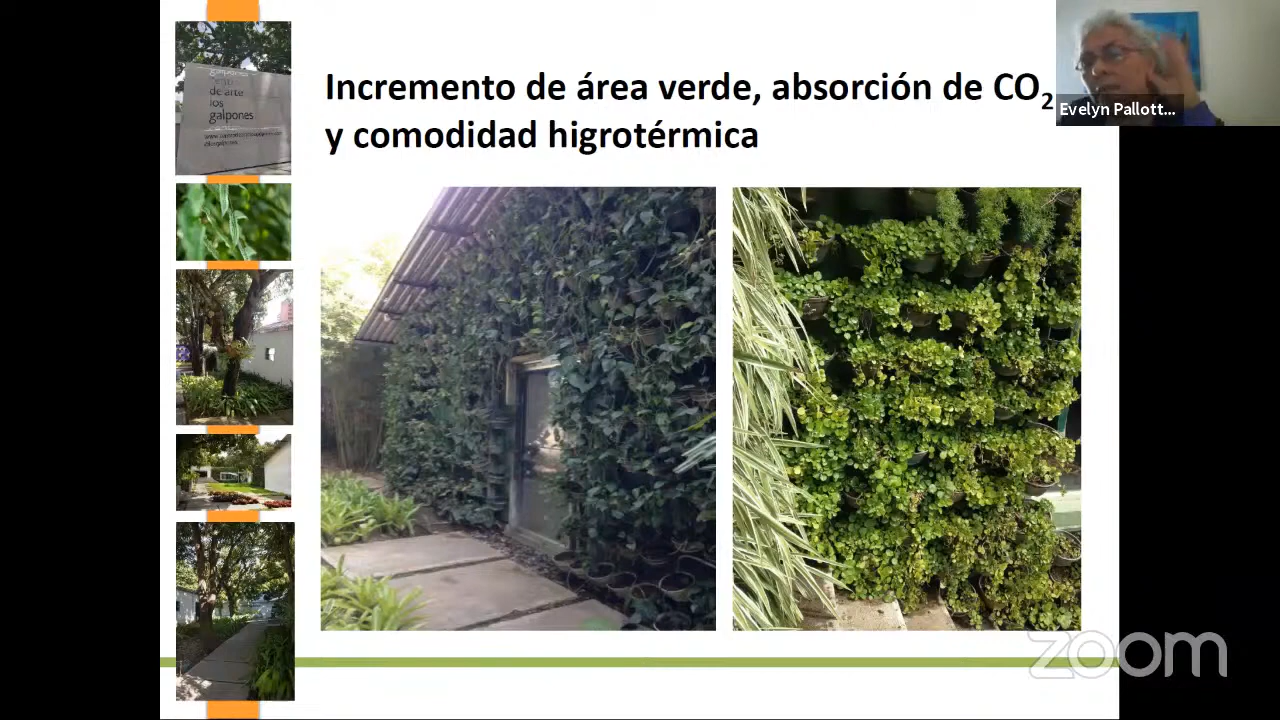 Incremento de área verde, absorción de CO2
y comodidad higrotérmica
Evelyn Pallott...
de arte
los
galpones
zoom